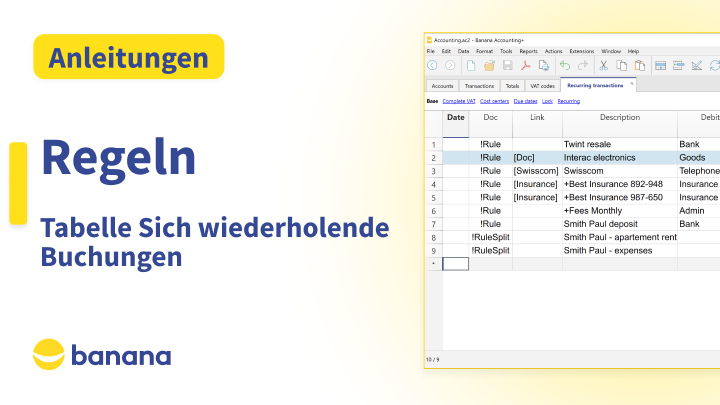 Anleitungen
Regeln
Tabelle Sich wiederholende
Buchungen
banana
Accounting.ac2 - Banana Accounting+
File Edit Data Format Tools Reports Actions Extensions Window Help
Accounts Transactions Totals VAT codes Recurring transactions
Base Complete VAT Cost centers Due dates Lock Recurring
Date Doc Link Description Debit
1 !Rule Twint resale Bank
2 !Rule [Doc] Interac electronics Goods
3 !Rule [Swisscom] Swisscom Telephone
4 !Rule [Insurance] +Best Insurance 892-948 Insurance
5 !Rule [Insurance] +Best Insurance 987-650 Insurance
6 !Rule +Fees Monthly Admin
7 !Rule Smith Paul deposit Bank
8 !RuleSplit Smith Paul - apartement rent
9 !RuleSplit Smith Paul - expenses
*
10 / 9